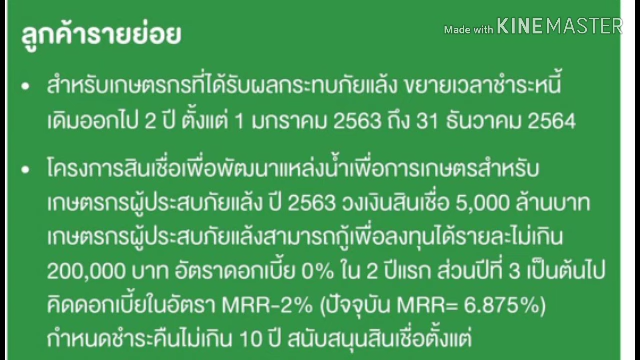 ลูกค้ารายย่อย
Made with KINEMASTER
• สำหรับเกษตรกรที่ได้รับผลกระทบภัยแล้ง ขยายเวลาชำระหนี้
เดิมออกไป 2 ปี ตั้งแต่ 1 มกราคม 2563 ถึง 31 ธันวาคม 2564
• โครงการสินเชื่อเพื่อพัฒนาแหล่งน้ำเพื่อการเกษตรสำหรับ
เกษตรกรผู้ประสบภัยแล้ง ปี 2563 วงเงินสินเชื่อ 5,000 ล้านบาท
เกษตรกรผู้ประสบภัยแล้งสามารถกู้เพื่อลงทุนได้รายละไม่เกิน
200,000 บาท อัตราดอกเบี้ย 0% ใน 2 ปีแรก ส่วนปีที่ 3 เป็นต้นไป
คิดดอกเบี้ยในอัตรา MRR-2% (ปัจจุบัน MRR= 6.875%)
กำหนดชำระคืนไม่เกิน 10 ปี สนับสนุนสินเชื่อตั้งแต่